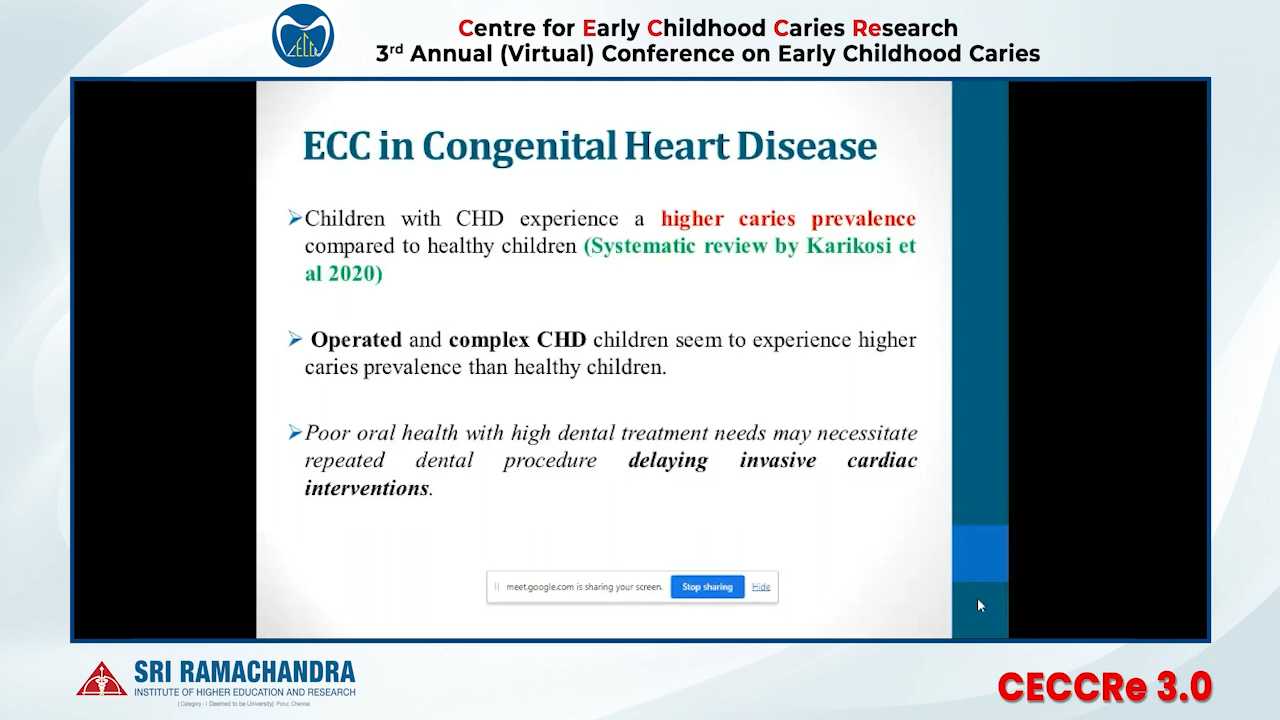 Centre for Early Childhood Caries Research
3rd Annual (Virtual) Conference on Early Childhood Caries
CECRe
ECC in Congenital Heart Disease
➢Children with CHD experience a higher caries prevalence
compared to healthy children (Systematic review by Karikosi et
al 2020)
➢ Operated and complex CHD children seem to experience higher
caries prevalence than healthy children.
➢Poor oral health with high dental treatment needs may necessitate
repeated dental procedure delaying invasive cardiac
interventions.
meet.google.com is sharing your screen. Stop sharing Hide
SRI RAMACHANDRA
INSTITUTE OF HIGHER EDUCATION AND RESEARCH
( Category - I Deemed to be University) Porur, Chennai
CECCRe 3.0